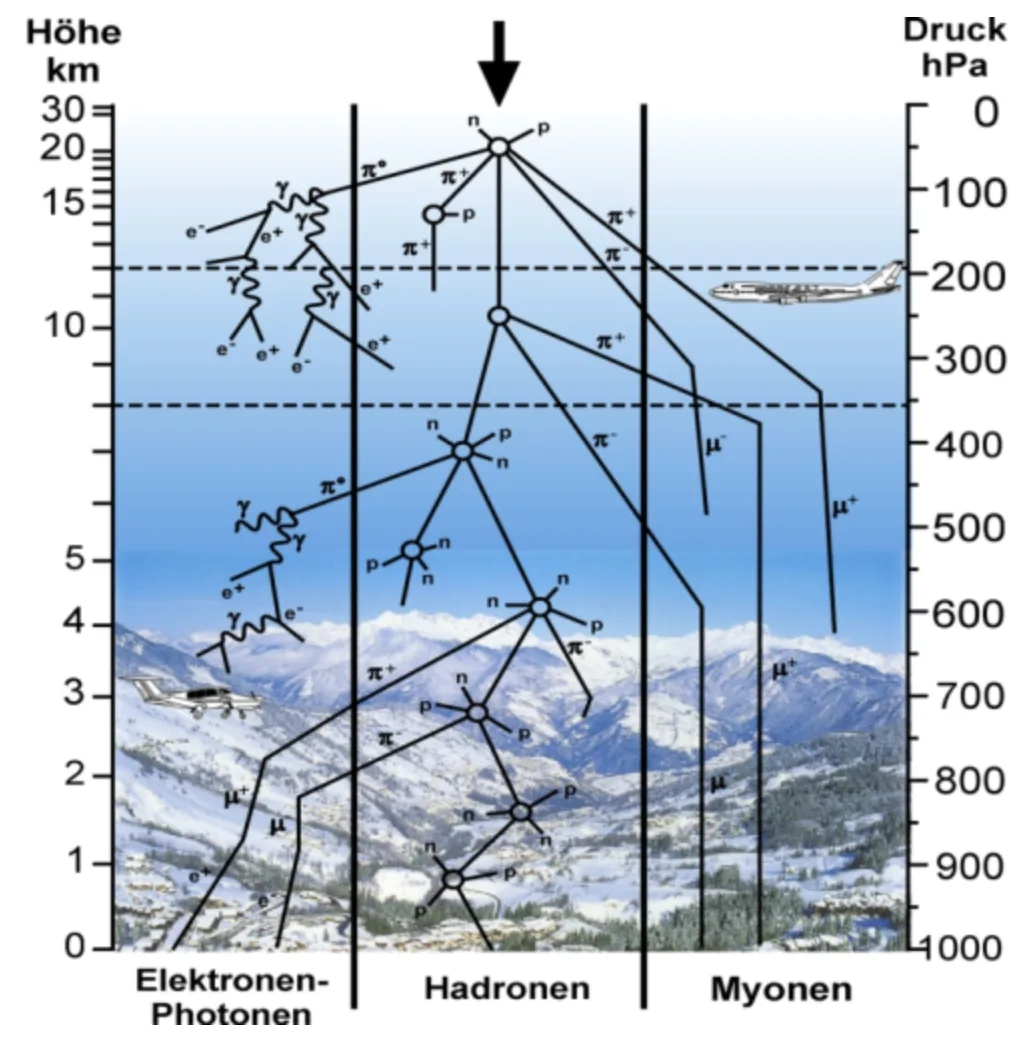 Höhe
km
Druck
hPa
30
20
15
10
5
4
3
2
1
0
0
100
200
300
400
500
600
700
800
900
1000
n
p
π°
π+
π+
p
π+
π-
γ
γ
e-
e+
γ
γ
e+
e-
e+
e-
e+
π+
n
p
n
π-
μ-
π°
μ+
γ
γ
n
p
n
e+
γ
e-
n
n
p
π-
π+
μ+
n
p
p
π-
μ
μ+
μ
p
n
n
e+
n
p
e-
p
Elektronen-
Photonen
Hadronen
Myonen